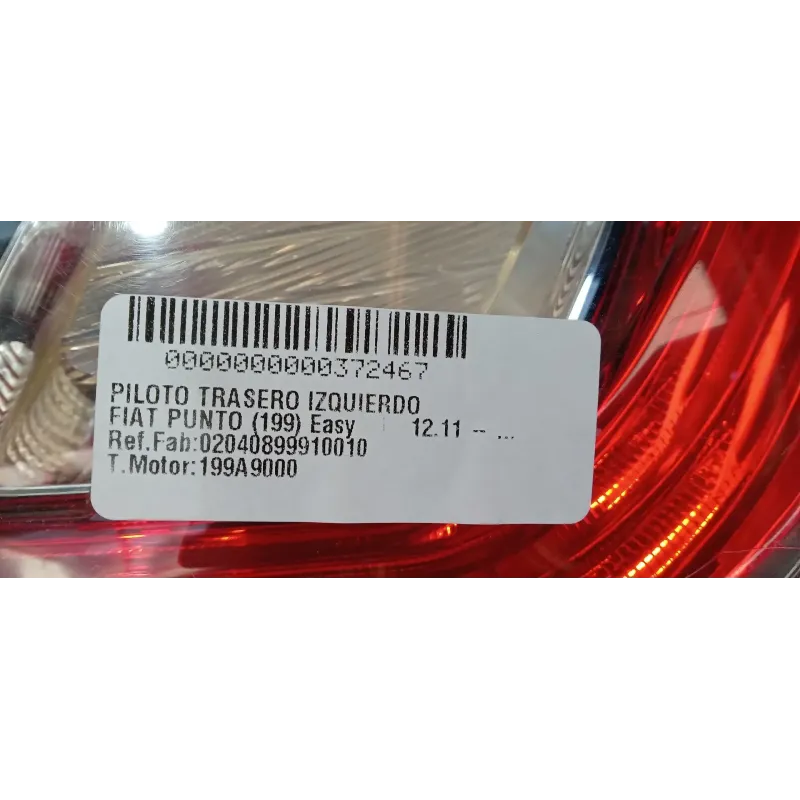 0000000000372467
PILOTO TRASERO IZQUIERDO
FIAT PUNTO (199) Easy | 12.11 -- ...
Ref.Fab:02040899910010
T.Motor:199A9000